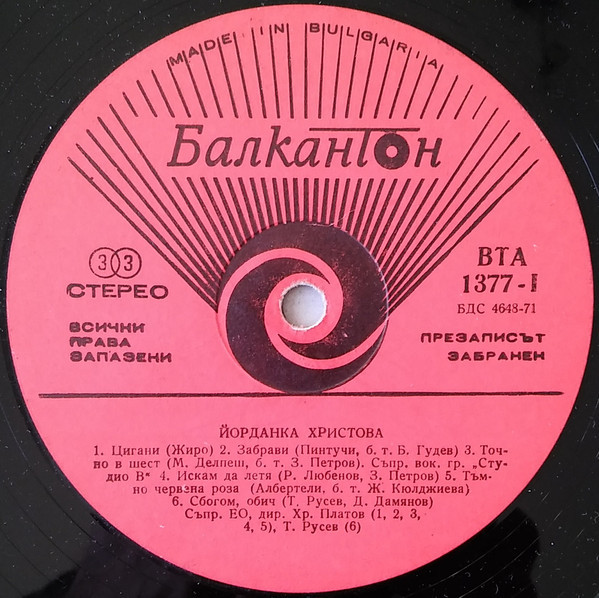 MADE IN BULGARIA
Балкантон
33
СТЕРЕО
ВСИЧНИ
ПРАВА
ЗАПАЗЕНИ
ВТА
1377-I
БДС 4648-71
ПРЕЗАПИСЪТ
ЗАБРАНЕН
ЙОРДАНКА ХРИСТОВА
1. Цигани (Жиро) 2. Забрави (Пинтучи, б. т. Б. Гудев) 3. Точ-
но в шест (М. Делпеш, б. т. З. Петров). Съпр. вок. гр. „Сту-
дио В" 4. Искам да летя (Р. Любенов, З. Петров) 5. Тъм-
но червена роза (Албертели, б. т. Ж. Кюлджиева)
6. Сбогом, обич (Т. Русев, Д. Дамянов)
Съпр. ЕО, дир. Хр. Платов (1, 2, 3,
4, 5), Т. Русев (6)